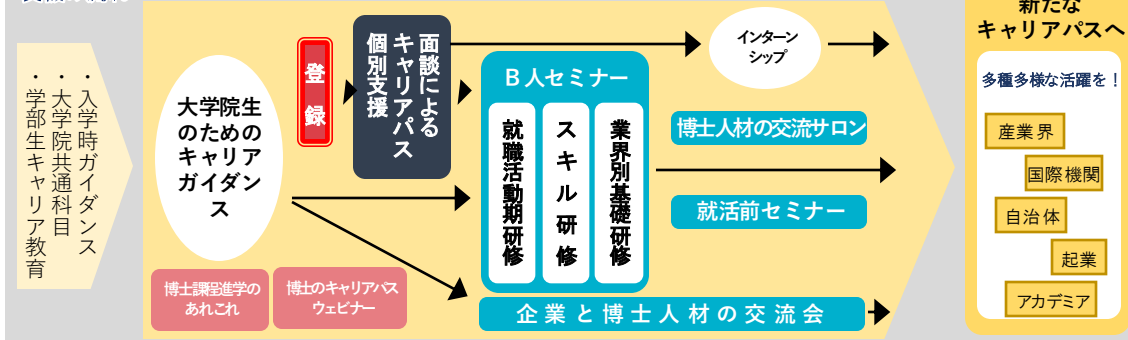 ・入学時ガイダンス
・大学院共通科目
・学部生キャリア教育
大学院生
のための
キャリア
ガイダン
ス
登録
面談による
キャリアパス
個別支援
インターン
シップ
B人セミナー
就職活動期研修
スキル研修
業界別基礎研修
博士人材の交流サロン
就活前セミナー
博士課程進学の
あれこれ
博士のキャリアパス
ウェビナー
企業と博士人材の交流会
新たな
キャリアパスへ
多種多様な活躍を!
産業界
国際機関
自治体
起業
アカデミア